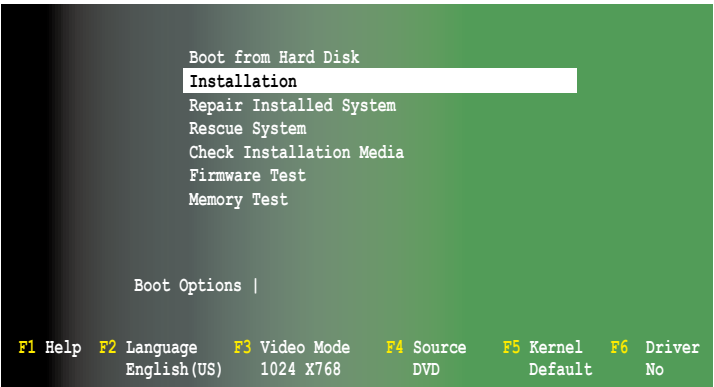 Boot from Hard Disk
Installation
Repair Installed System
Rescue System
Check Installation Media
Firmware Test
Memory Test
Boot Options |
F1 Help F2 Language F3 Video Mode F4 Source F5 Kernel F6 Driver
English(US) 1024 X768 DVD Default No